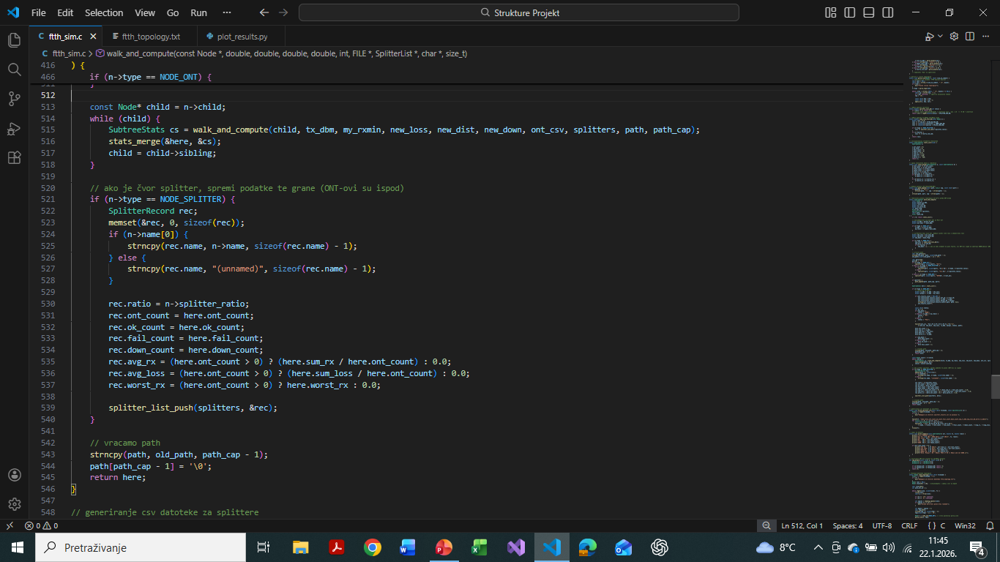 File Edit Selection View Go Run ··· Strukture Projekt
ftth_sim.c ftth_topology.txt plot_results.py
C ftth_sim.c > walk_and_compute(const Node *, double, double, double, double, int, FILE *, SplitterList *, char *, size_t)
416 ) {
466 if (n->type == NODE_ONT) {
511 }
512
513 const Node* child = n->child;
514 while (child) {
515 SubtreeStats cs = walk_and_compute(child, tx_dbm, my_rxmin, new_loss, new_dist, new_down, ont_csv, splitters, path, path_cap);
516 stats_merge(&here, &cs);
517 child = child->sibling;
518 }
519
520 // ako je čvor splitter, spremi podatke te grane (ONT-ovi su ispod)
521 if (n->type == NODE_SPLITTER) {
522 SplitterRecord rec;
523 memset(&rec, 0, sizeof(rec));
524 if (n->name[0]) {
525 strncpy(rec.name, n->name, sizeof(rec.name) - 1);
526 } else {
527 strncpy(rec.name, "(unnamed)", sizeof(rec.name) - 1);
528 }
529
530 rec.ratio = n->splitter_ratio;
531 rec.ont_count = here.ont_count;
532 rec.ok_count = here.ok_count;
533 rec.fail_count = here.fail_count;
534 rec.down_count = here.down_count;
535 rec.avg_rx = (here.ont_count > 0) ? (here.sum_rx / here.ont_count) : 0.0;
536 rec.avg_loss = (here.ont_count > 0) ? (here.sum_loss / here.ont_count) : 0.0;
537 rec.worst_rx = (here.ont_count > 0) ? here.worst_rx : 0.0;
538
539 splitter_list_push(splitters, &rec);
540 }
541
542 // vracamo path
543 strncpy(path, old_path, path_cap - 1);
544 path[path_cap - 1] = '\0';
545 return here;
546 }
547
548 // generiranje csv datoteke za splittere
0 0 Ln 512, Col 1 Spaces: 4 UTF-8 CRLF { } C Win32
Pretraživanje 8°C 11:45
22.1.2026. 4